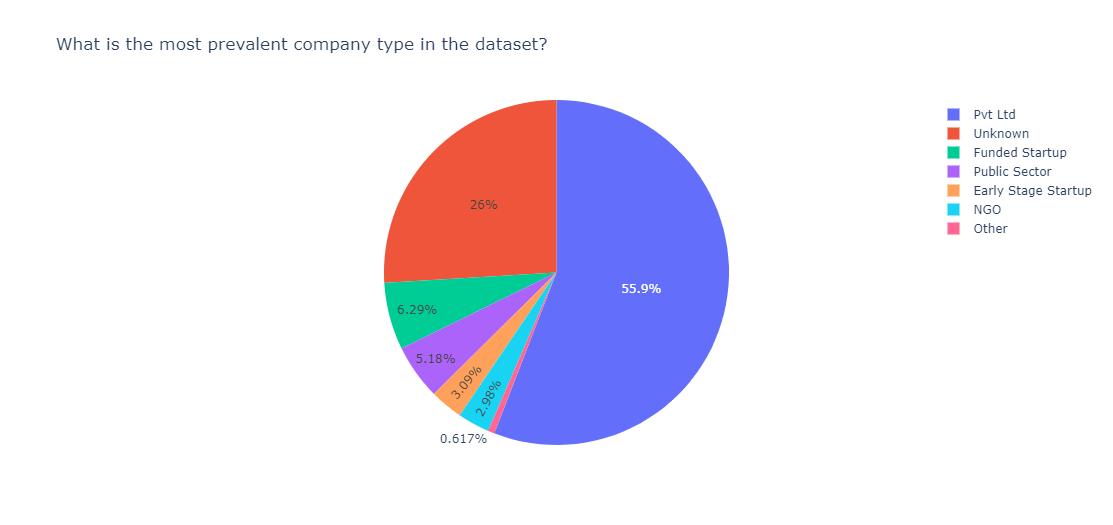 What is the most prevalent company type in the dataset?
Pvt Ltd
Unknown
Funded Startup
Public Sector
Early Stage Startup
NGO
Other
26%
55.9%
6.29%
5.18%
3.09%
2.98%
0.617%